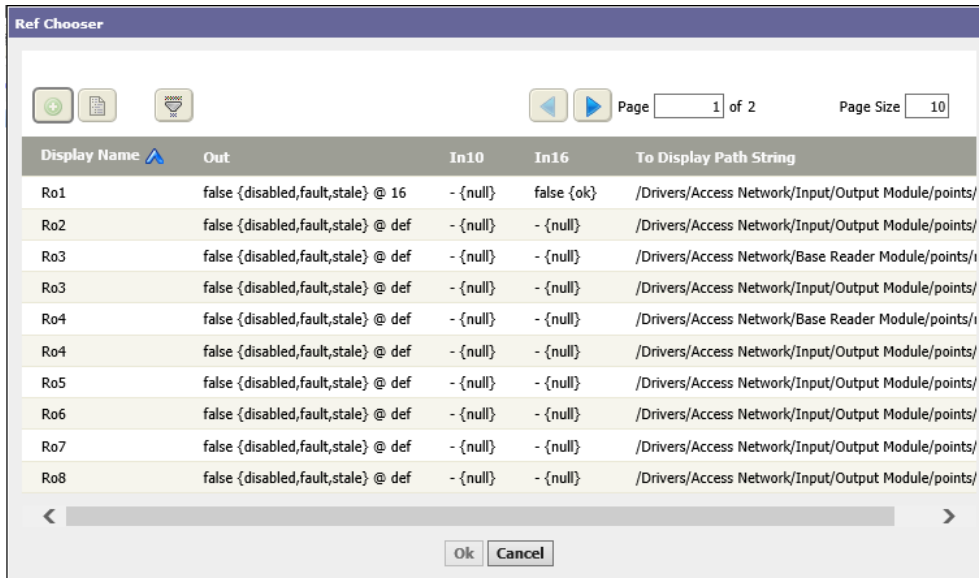 Ref Chooser
Page 1 of 2 Page Size 10
Display Name Out In10 In16 To Display Path String
Ro1 false {disabled,fault,stale} @ 16 - {null} false {ok} /Drivers/Access Network/Input/Output Module/points/
Ro2 false {disabled,fault,stale} @ def - {null} - {null} /Drivers/Access Network/Input/Output Module/points/
Ro3 false {disabled,fault,stale} @ def - {null} - {null} /Drivers/Access Network/Base Reader Module/points/
Ro3 false {disabled,fault,stale} @ def - {null} - {null} /Drivers/Access Network/Input/Output Module/points/
Ro4 false {disabled,fault,stale} @ def - {null} - {null} /Drivers/Access Network/Base Reader Module/points/
Ro4 false {disabled,fault,stale} @ def - {null} - {null} /Drivers/Access Network/Input/Output Module/points/
Ro5 false {disabled,fault,stale} @ def - {null} - {null} /Drivers/Access Network/Input/Output Module/points/
Ro6 false {disabled,fault,stale} @ def - {null} - {null} /Drivers/Access Network/Input/Output Module/points/
Ro7 false {disabled,fault,stale} @ def - {null} - {null} /Drivers/Access Network/Input/Output Module/points/
Ro8 false {disabled,fault,stale} @ def - {null} - {null} /Drivers/Access Network/Input/Output Module/points/
Ok Cancel